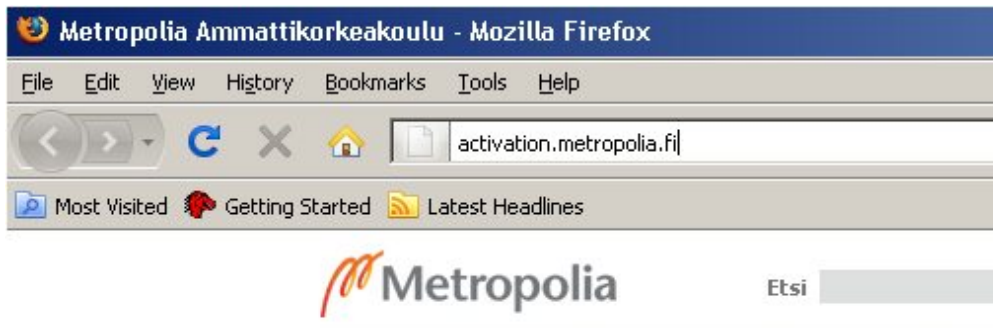 Metropolia Ammattikorkeakoulu - Mozilla Firefox
File Edit View History Bookmarks Tools Help
activation.metropolia.fi
Most Visited Getting Started Latest Headlines
Metropolia Etsi